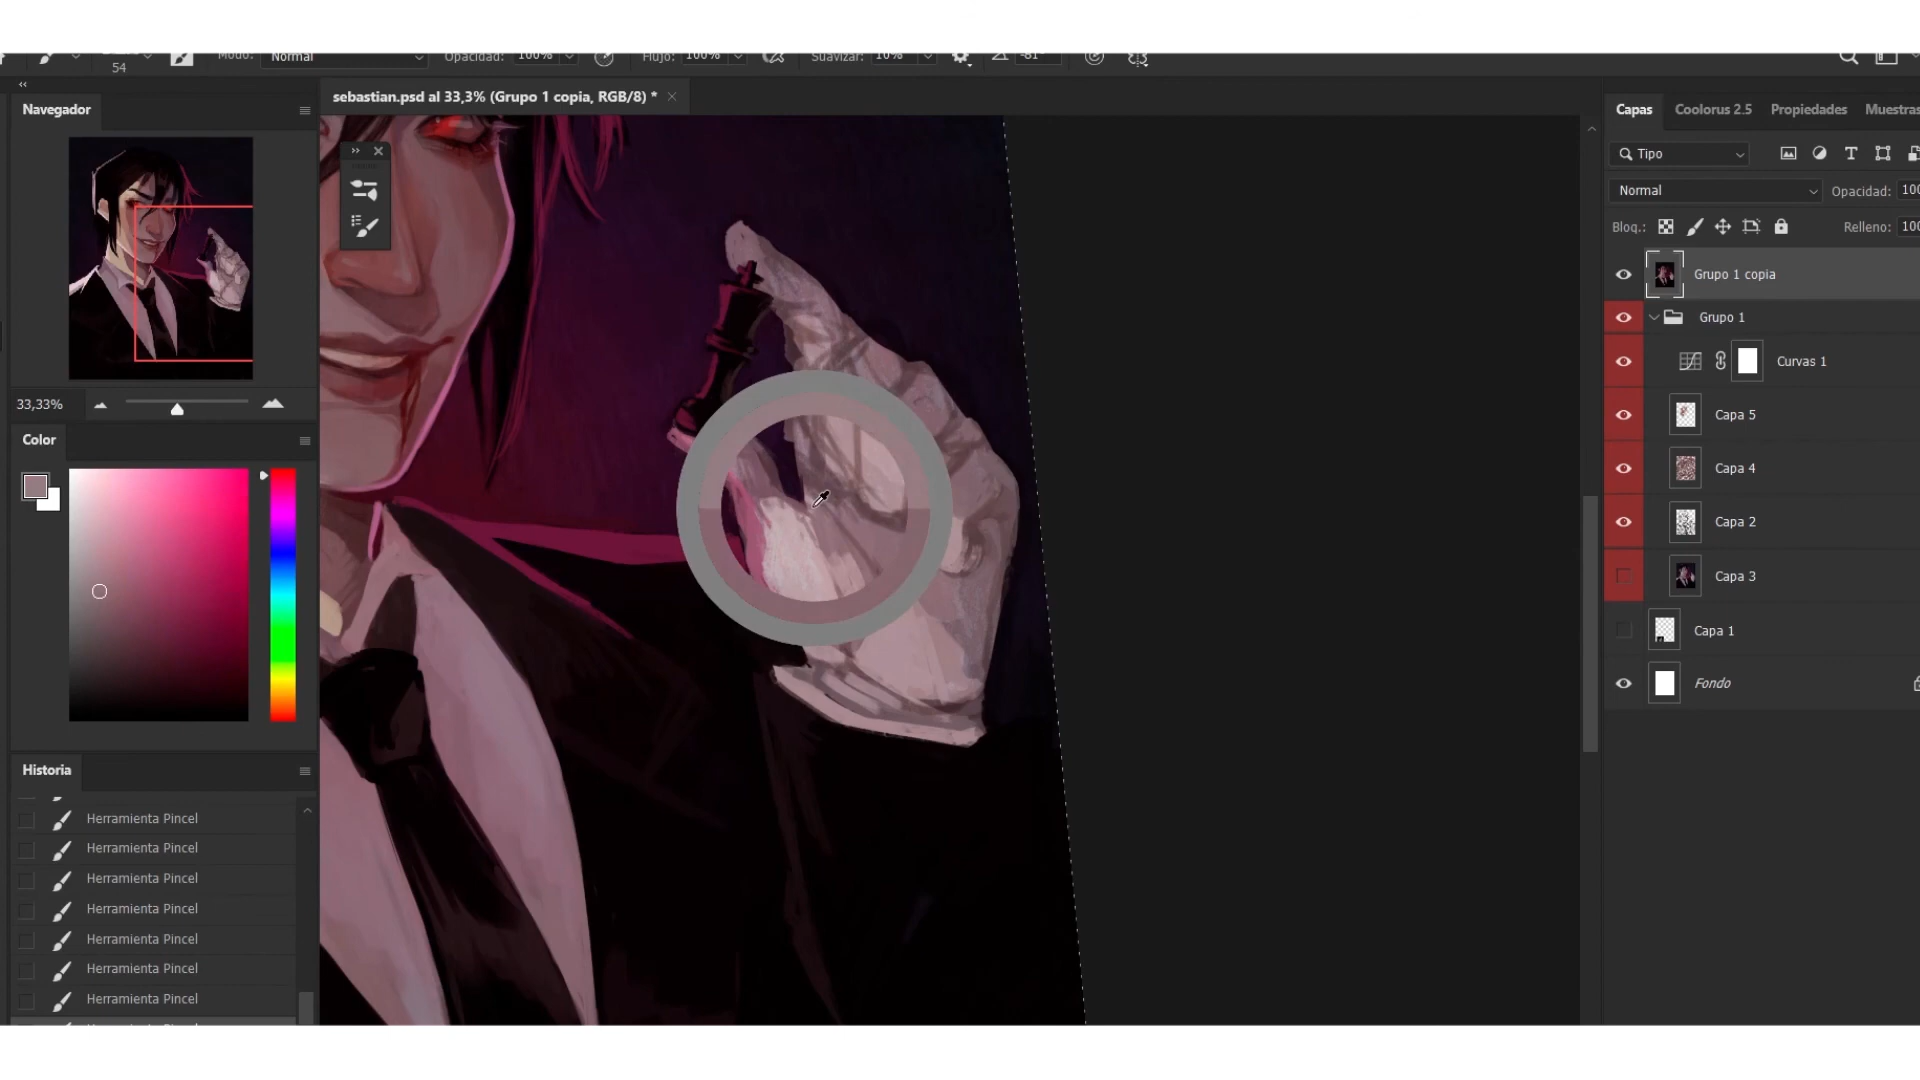 Modo: Normal Opacidad: 100% Flujo: 100% Suavizar: 10% -81°
54
sebastian.psd al 33,3% (Grupo 1 copia, RGB/8) *
Navegador
33,33%
Color
Historia
Herramienta Pincel
Herramienta Pincel
Herramienta Pincel
Herramienta Pincel
Herramienta Pincel
Herramienta Pincel
Herramienta Pincel
Capas Coolorus 2.5 Propiedades Muestras
Tipo
Normal Opacidad: 100
Bloq.: Relleno: 100
Grupo 1 copia
Grupo 1
Curvas 1
Capa 5
Capa 4
Capa 2
Capa 3
Capa 1
Fondo